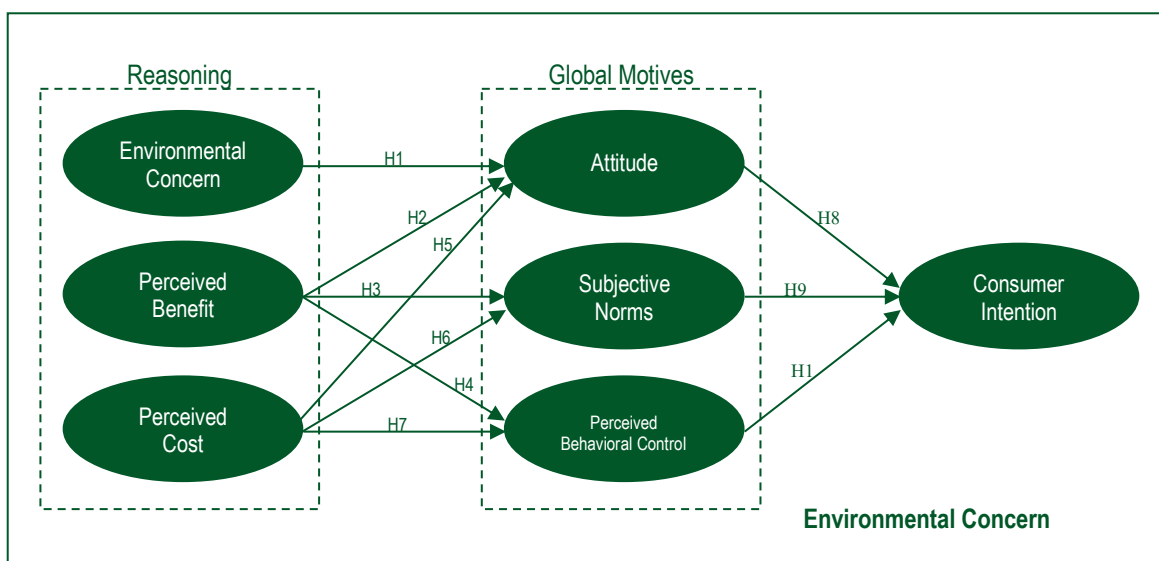 Reasoning
Global Motives
Environmental
Concern
H1
Attitude
H2
H5
H8
Perceived
Benefit
H3
Subjective
Norms
H9
Consumer
Intention
H6
H4
H1
Perceived
Cost
H7
Perceived
Behavioral Control
Environmental Concern